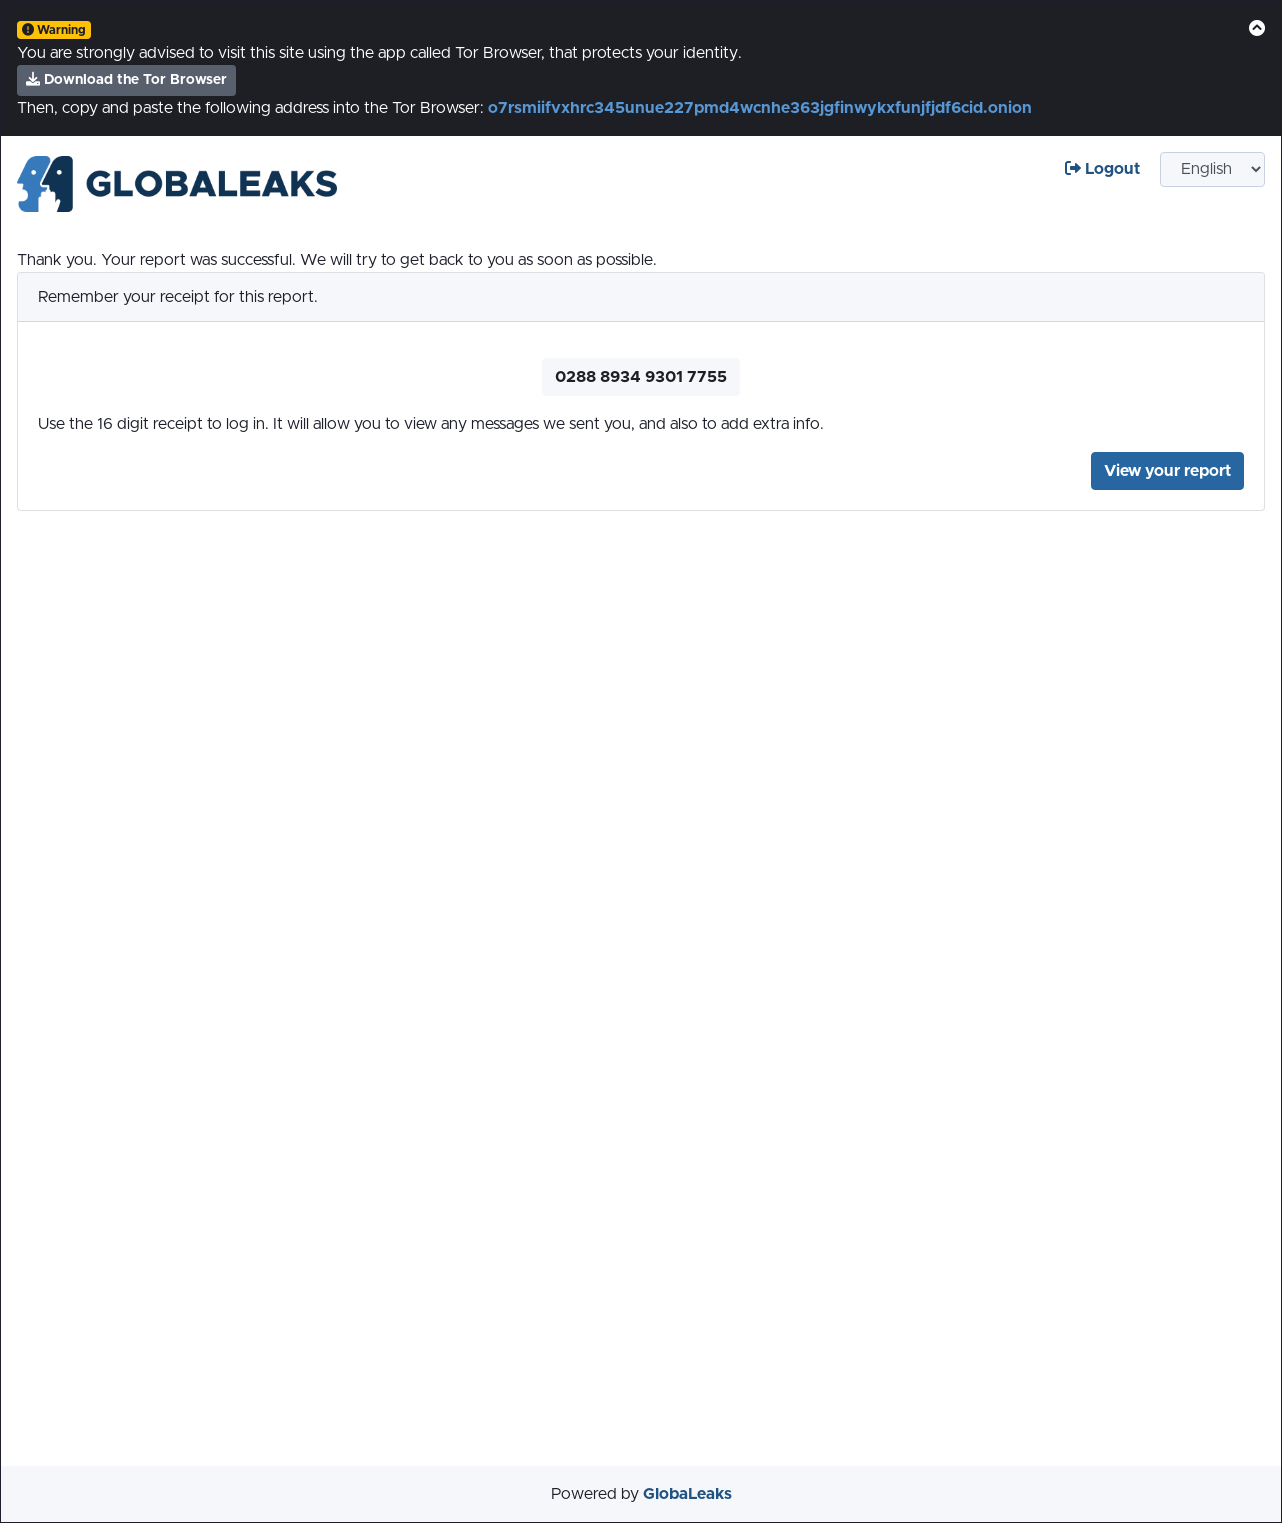 Warning
You are strongly advised to visit this site using the app called Tor Browser, that protects your identity.
Download the Tor Browser
Then, copy and paste the following address into the Tor Browser: o7rsmiifvxhrc345unue227pmd4wcnhe363jgfinwykxfunjfjdf6cid.onion
GLOBALEAKS
Logout
English
Thank you. Your report was successful. We will try to get back to you as soon as possible.
Remember your receipt for this report.
0288 8934 9301 7755
Use the 16 digit receipt to log in. It will allow you to view any messages we sent you, and also to add extra info.
View your report
Powered by GlobaLeaks